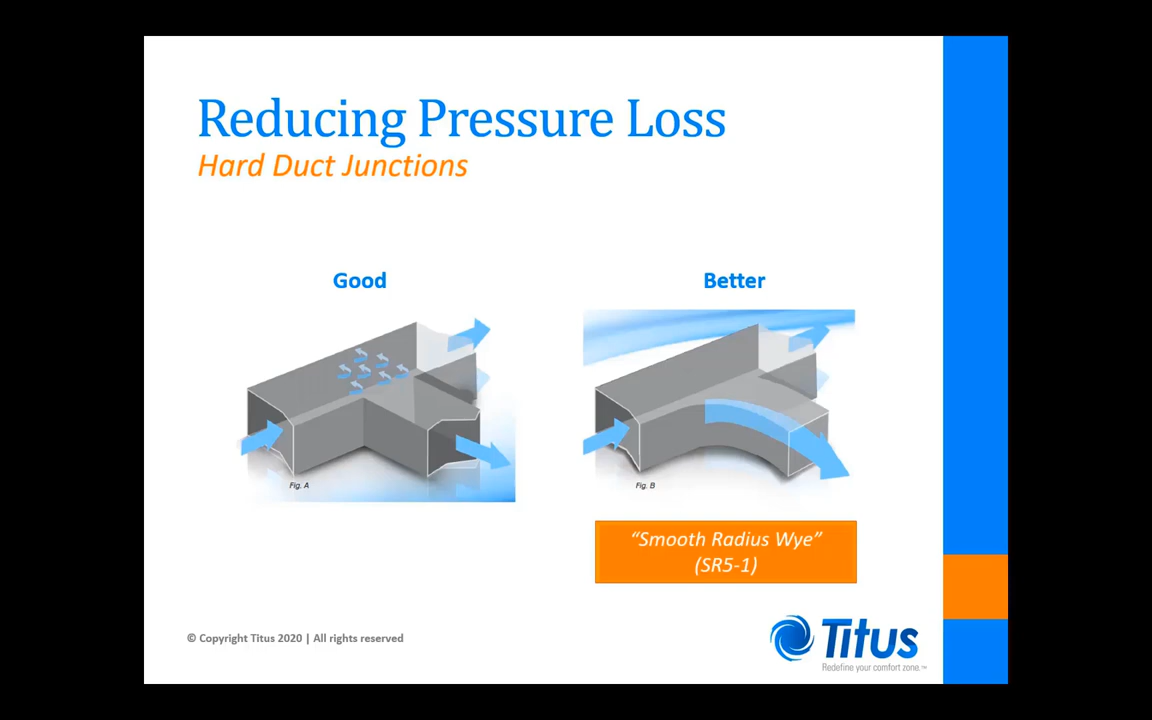 Reducing Pressure Loss
Hard Duct Junctions
Good
Better
Fig. A
Fig. B
“Smooth Radius Wye”
(SR5-1)
© Copyright Titus 2020 | All rights reserved
Titus
Redefine your comfort zone.™